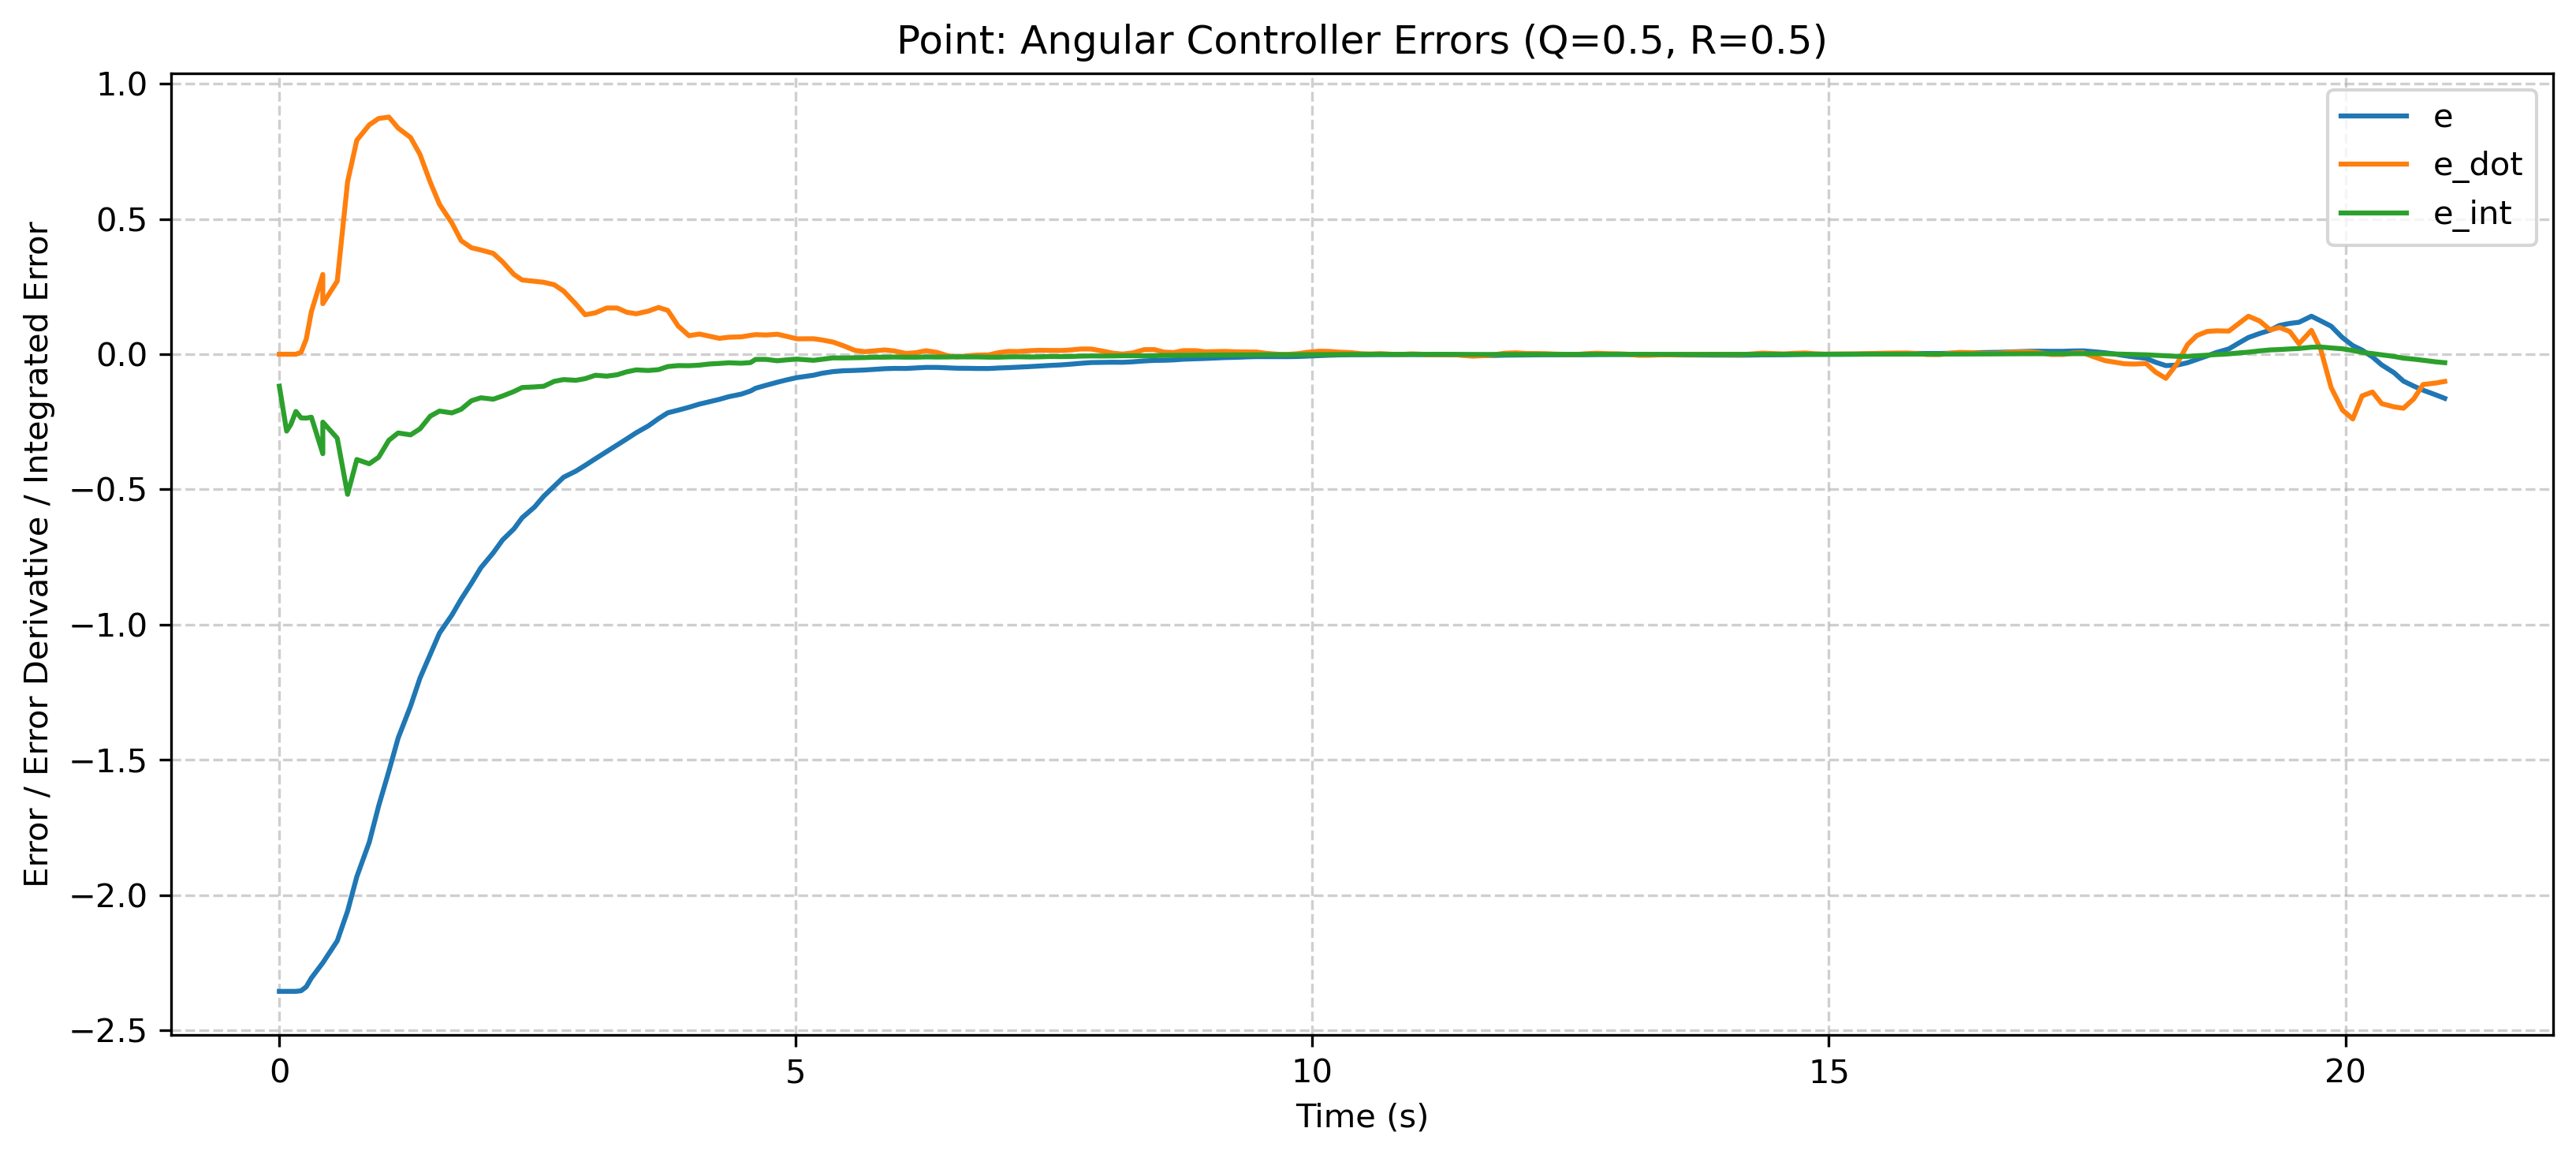 Point: Angular Controller Errors (Q=0.5, R=0.5)
Error / Error Derivative / Integrated Error
1.0
0.5
0.0
−0.5
−1.0
−1.5
−2.0
−2.5
e
e_dot
e_int
0 5 10 15 20
Time (s)